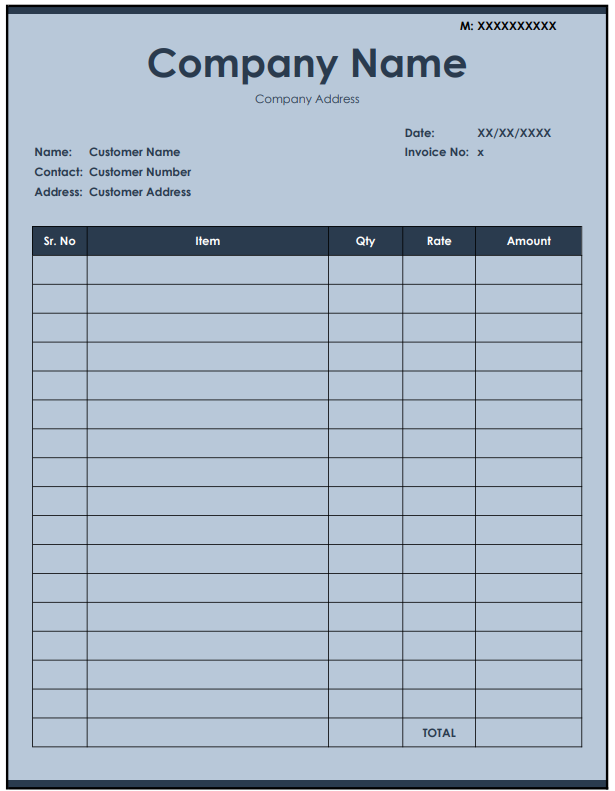 M: XXXXXXXXXX
Company Name
Company Address
Date: XX/XX/XXXX
Name: Customer Name Invoice No: x
Contact: Customer Number
Address: Customer Address
Sr. No Item Qty Rate Amount
TOTAL